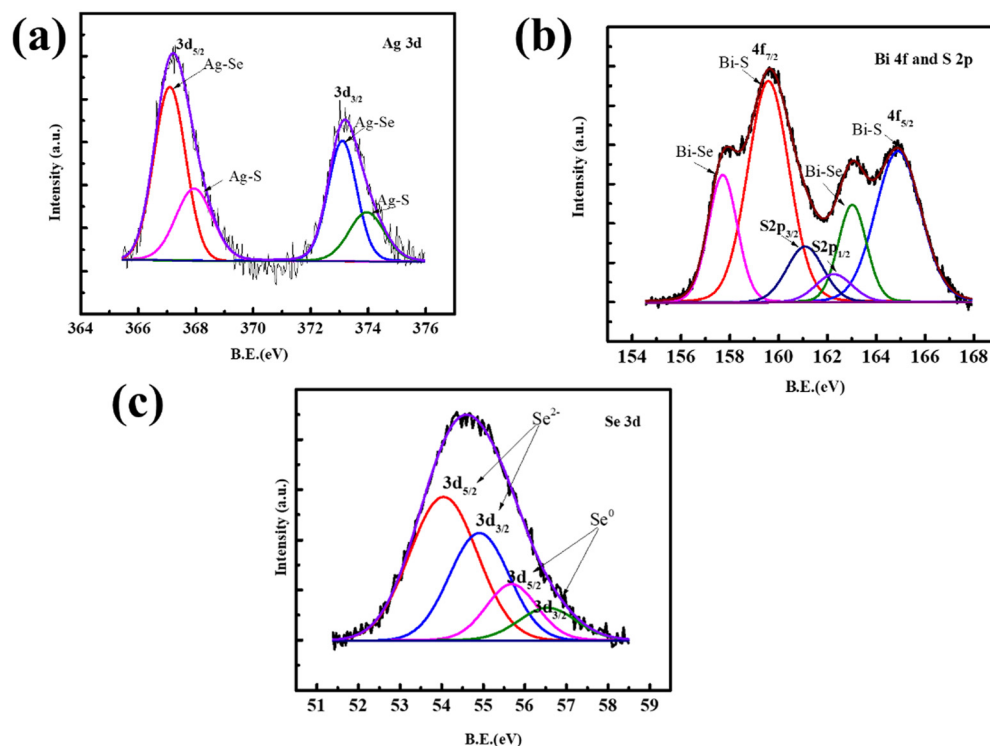 (a)
Ag 3d
3d5/2
Ag-Se
Ag-S
3d3/2
Ag-Se
Ag-S
Intensity (a.u.)
364 366 368 370 372 374 376
B.E.(eV)
(b)
Bi 4f and S 2p
4f7/2
Bi-S
4f5/2
Bi-S
Bi-Se
Bi-Se
S2p3/2
S2p1/2
Intensity (a.u.)
154 156 158 160 162 164 166 168
B.E.(eV)
(c)
Se 3d
Se2-
3d5/2
3d3/2
Se0
3d5/2
3d3/2
Intensity (a.u.)
51 52 53 54 55 56 57 58 59
B.E.(eV)